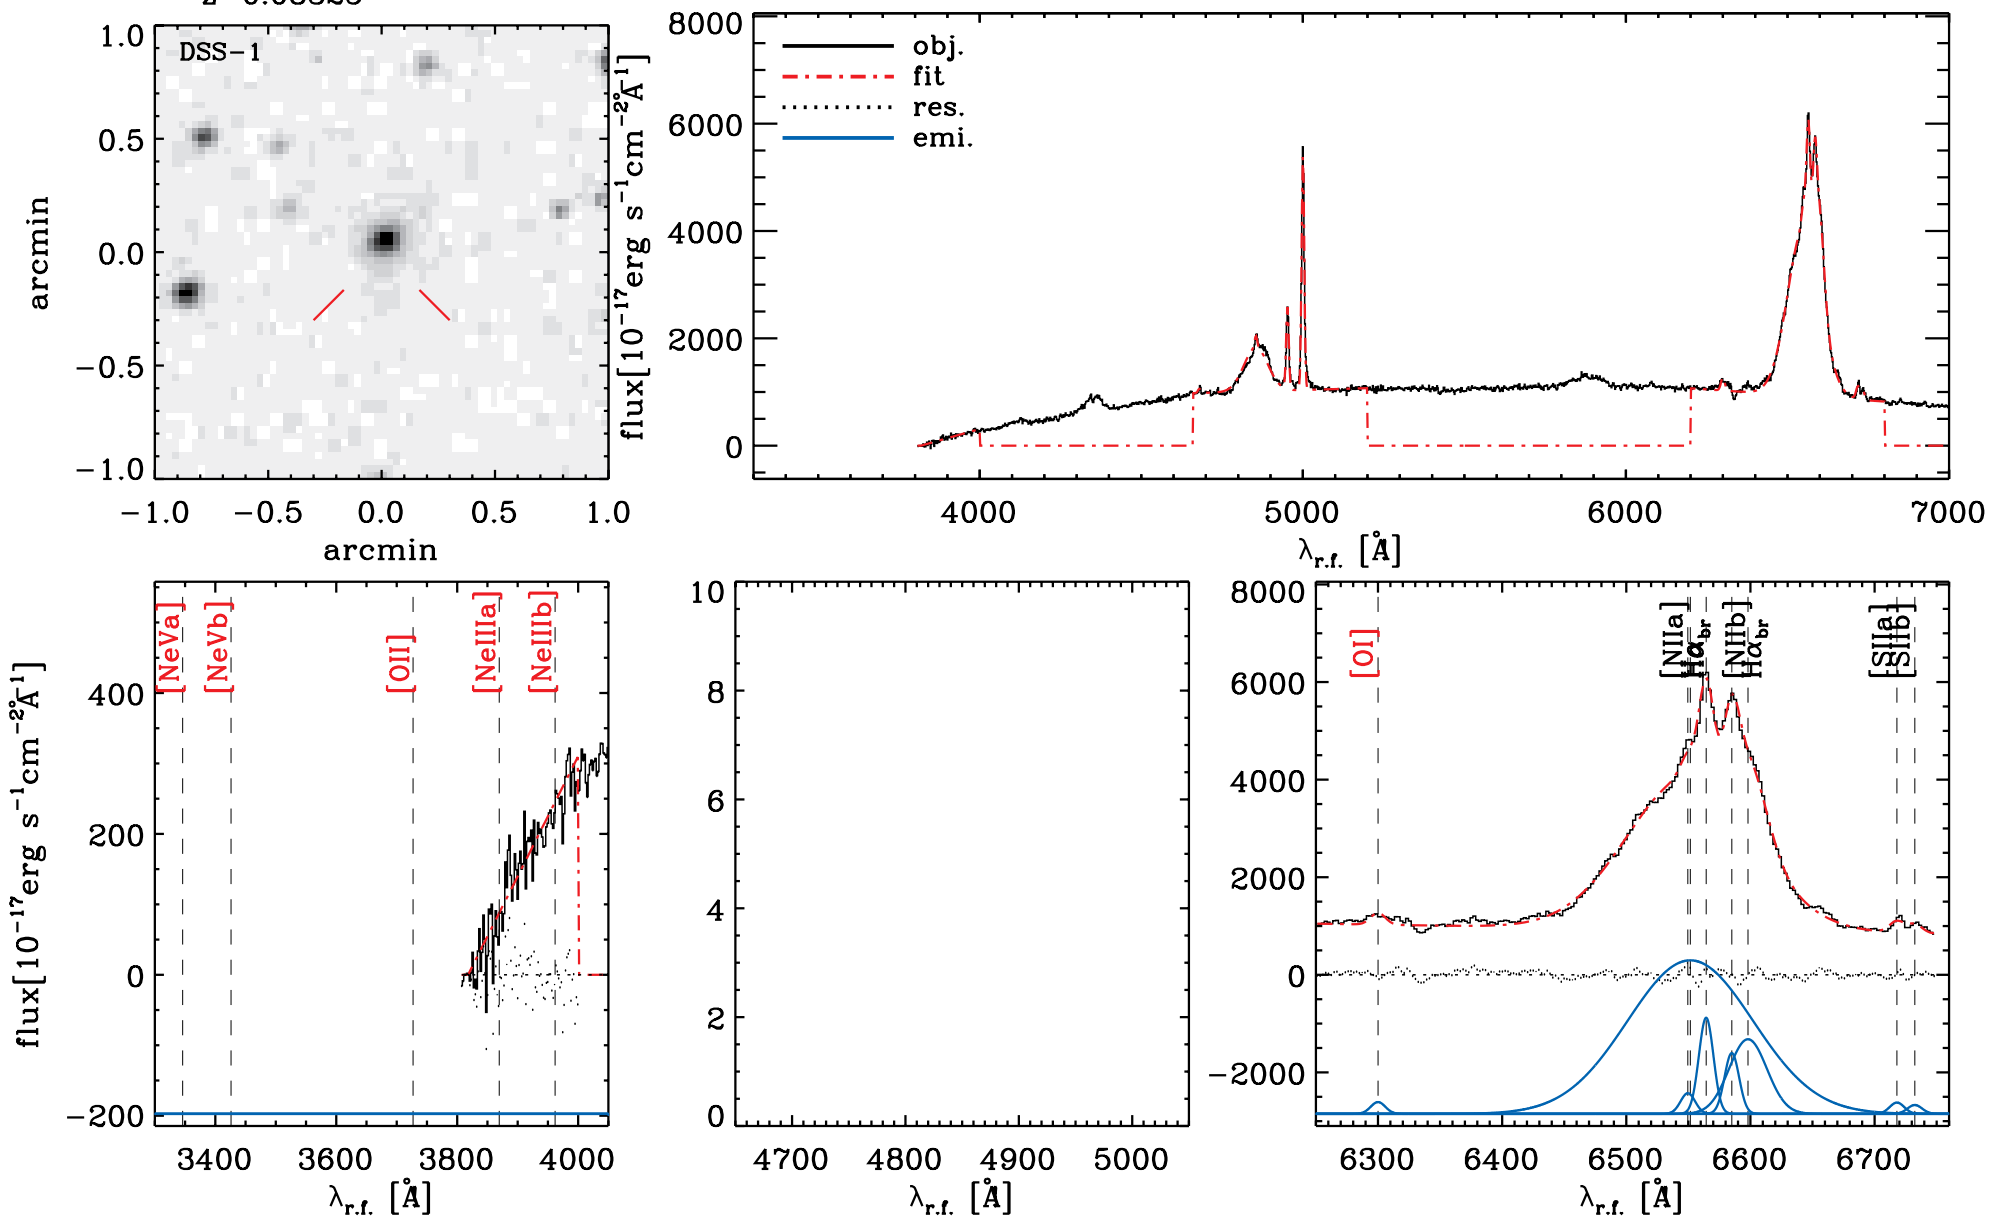 DSS-1
1.0
0.5
0.0
-0.5
-1.0
arcmin
-1.0 -0.5 0.0 0.5 1.0
arcmin
obj.
fit
res.
emi.
8000
6000
4000
2000
0
flux[10⁻¹⁷erg s⁻¹cm⁻²Å⁻¹]
4000 5000 6000 7000
λr.f. [Å]
[NeVa]
[NeVb]
[OII]
[NeIIIa]
[NeIIIb]
400
200
0
-200
flux[10⁻¹⁷erg s⁻¹cm⁻²Å⁻¹]
3400 3600 3800 4000
λr.f. [Å]
10
8
6
4
2
0
4700 4800 4900 5000
λr.f. [Å]
[OI]
[NIIa]
Hαbr
[NIIb]
Hαbr
[SIIa]
[SIIb]
8000
6000
4000
2000
0
-2000
6300 6400 6500 6600 6700
λr.f. [Å]